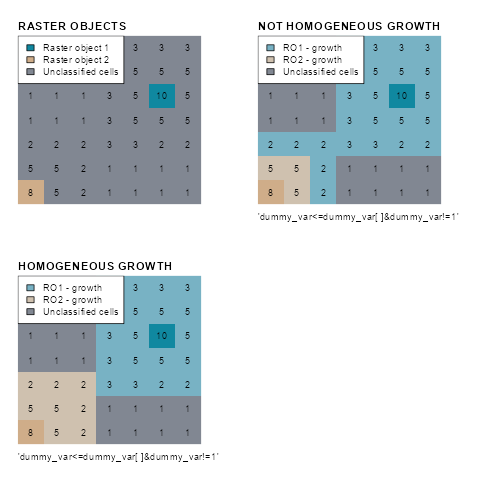 RASTER OBJECTS
Raster object 1
Raster object 2
Unclassified cells
3 3 3
5 5 5
1 1 1 3 5 10 5
1 1 1 3 5 5 5
2 2 2 3 3 2 2
5 5 2 1 1 1 1
8 5 2 1 1 1 1
NOT HOMOGENEOUS GROWTH
RO1 - growth
RO2 - growth
Unclassified cells
3 3 3
5 5 5
1 1 1 3 5 10 5
1 1 1 3 5 5 5
2 2 2 3 3 2 2
5 5 2 1 1 1 1
8 5 2 1 1 1 1
'dummy_var<=dummy_var[ ]&dummy_var!=1'
HOMOGENEOUS GROWTH
RO1 - growth
RO2 - growth
Unclassified cells
3 3 3
5 5 5
1 1 1 3 5 10 5
1 1 1 3 5 5 5
2 2 2 3 3 2 2
5 5 2 1 1 1 1
8 5 2 1 1 1 1
'dummy_var<=dummy_var[ ]&dummy_var!=1'